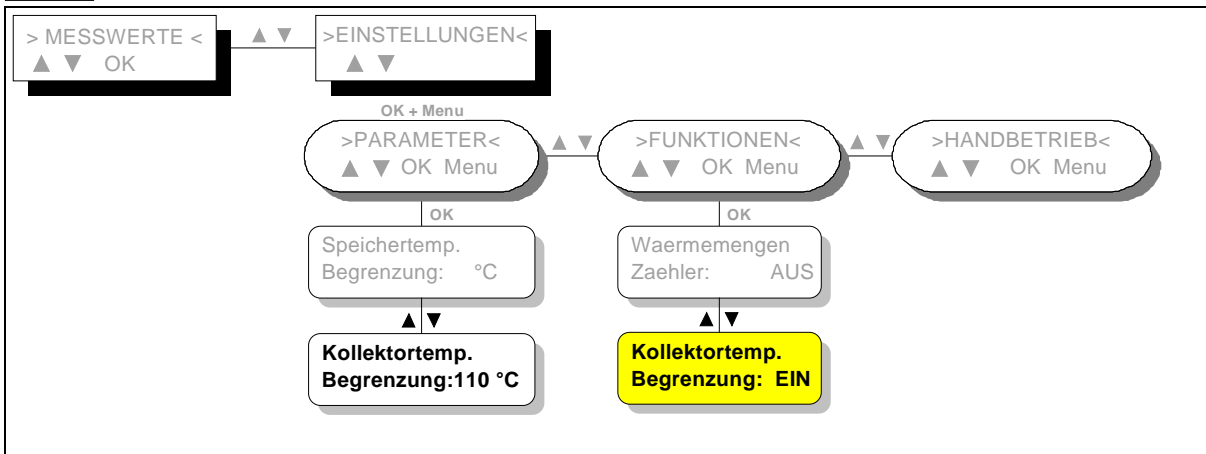 > MESSWERTE <
▲ ▼ OK
▲ ▼
>EINSTELLUNGEN<
▲ ▼
OK + Menu
>PARAMETER<
▲ ▼ OK Menu
▲ ▼
>FUNKTIONEN<
▲ ▼ OK Menu
▲ ▼
>HANDBETRIEB<
▲ ▼ OK Menu
OK
OK
Speichertemp.
Begrenzung: °C
Waermemengen
Zaehler: AUS
▲ ▼
▲ ▼
Kollektortemp.
Begrenzung:110 °C
Kollektortemp.
Begrenzung: EIN